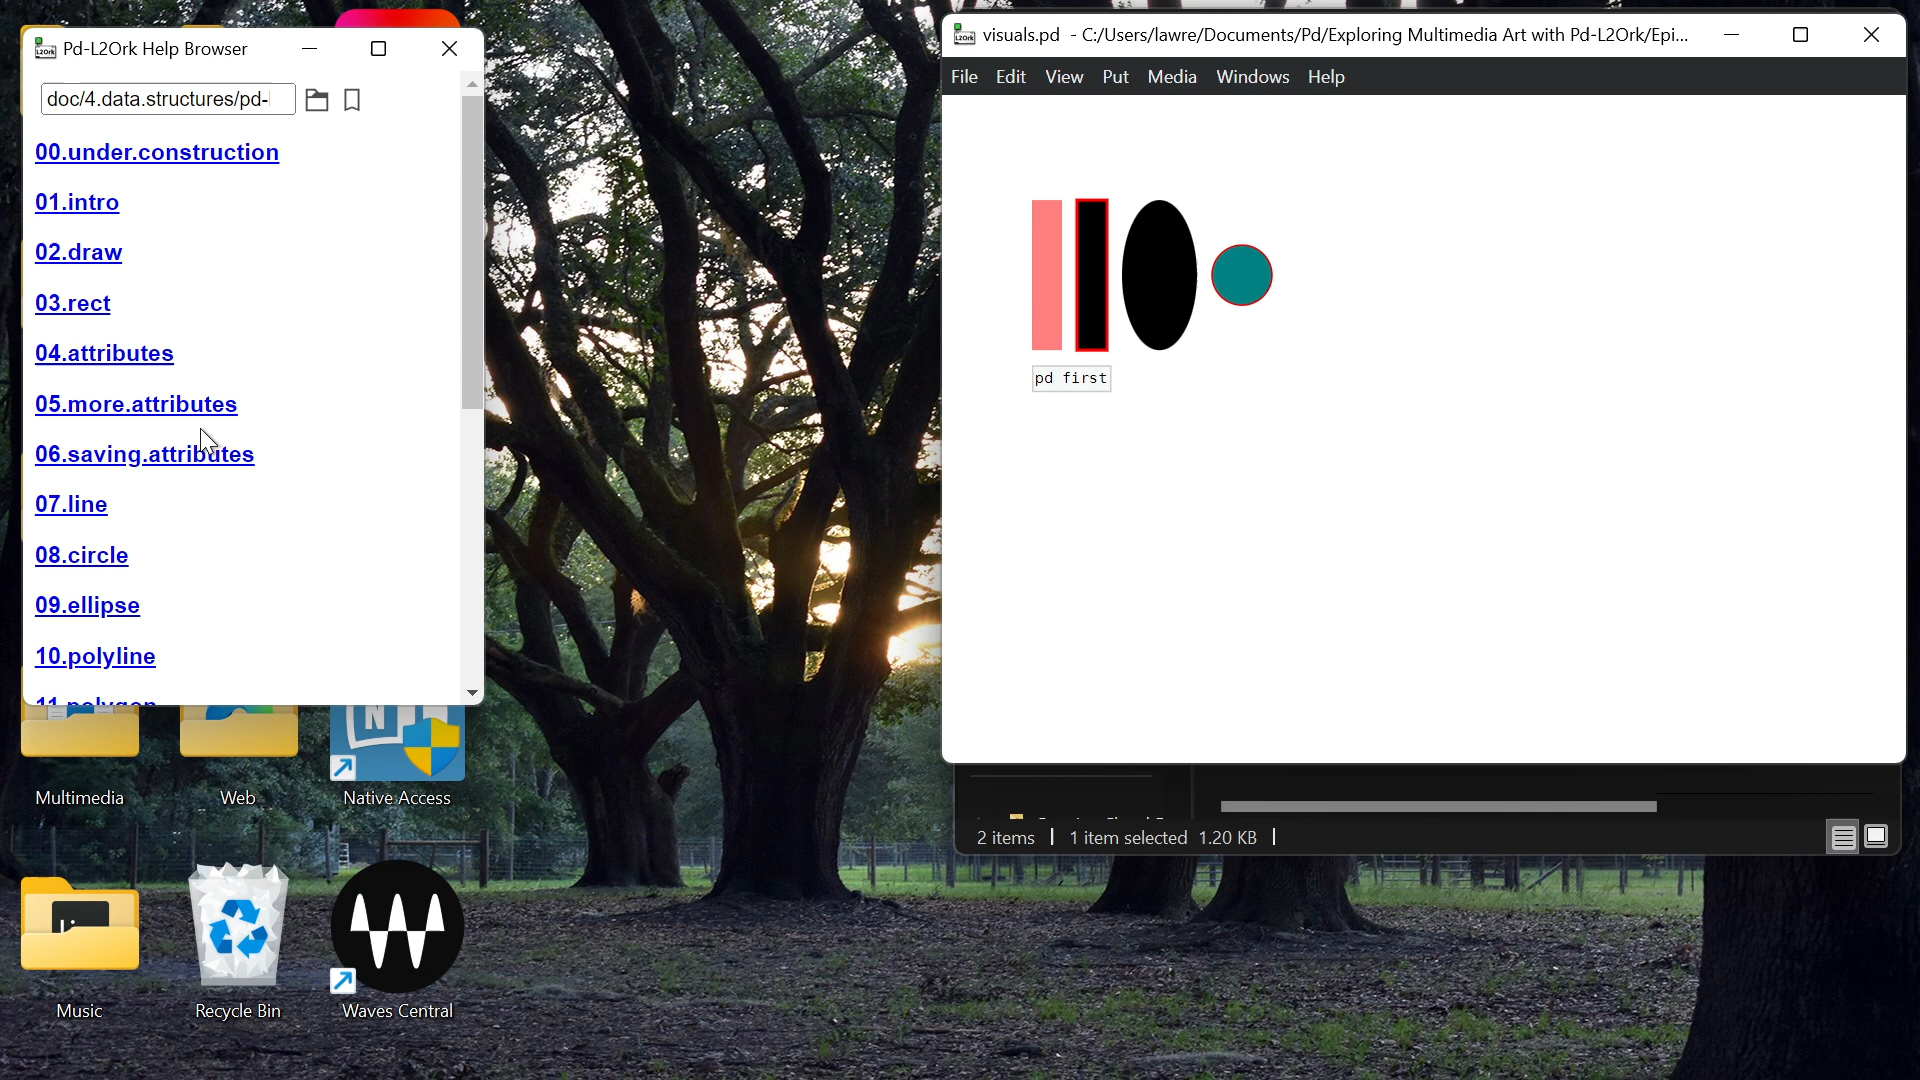 Pd-L2Ork Help Browser
doc/4.data.structures/pd-
00.under.construction
01.intro
02.draw
03.rect
04.attributes
05.more.attributes
06.saving.attributes
07.line
08.circle
09.ellipse
10.polyline
11.polygon
visuals.pd - C:/Users/lawre/Documents/Pd/Exploring Multimedia Art with Pd-L2Ork/Epi...
File Edit View Put Media Windows Help
pd first
2 items | 1 item selected 1.20 KB |
Multimedia
Web
Native Access
Music
Recycle Bin
Waves Central